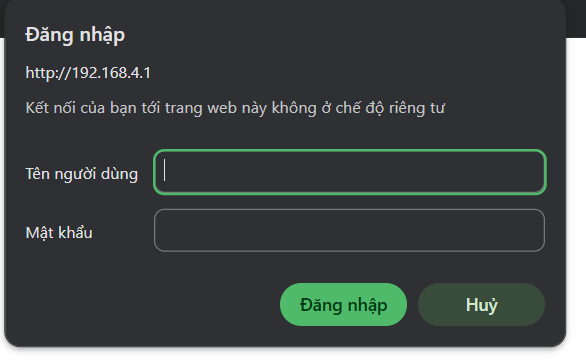 Đăng nhập
http://192.168.4.1
Kết nối của bạn tới trang web này không ở chế độ riêng tư
Tên người dùng
Mật khẩu
Đăng nhập Huỷ